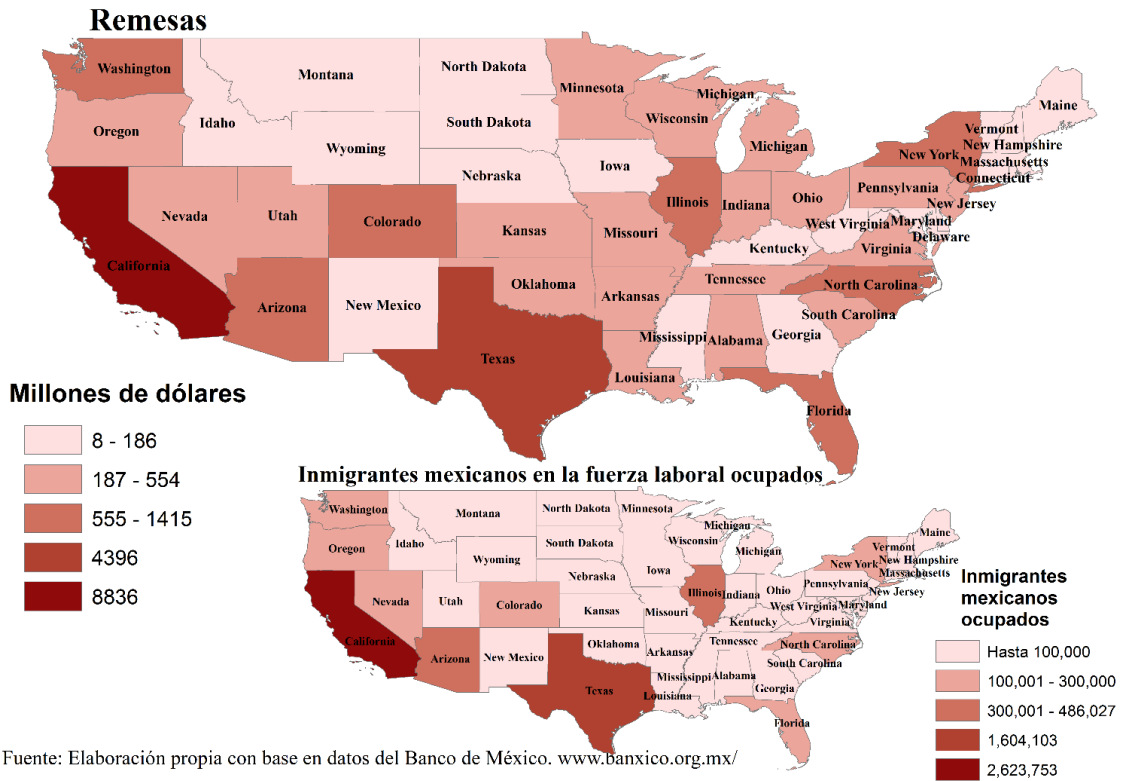 Remesas
Washington
Montana
North Dakota
Minnesota
Michigan
Maine
Oregon
Idaho
South Dakota
Wisconsin
Michigan
Vermont
New Hampshire
Wyoming
New York
Massachusetts
Iowa
Connecticut
Nebraska
Pennsylvania
Nevada
Utah
Colorado
Illinois
Indiana
Ohio
New Jersey
Kansas
Missouri
West Virginia
Maryland
Delaware
California
Kentucky
Virginia
Arizona
New Mexico
Oklahoma
Arkansas
Tennessee
North Carolina
South Carolina
Texas
Mississippi
Alabama
Georgia
Louisiana
Florida
Millones de dólares
8 - 186
187 - 554
555 - 1415
4396
8836
Inmigrantes mexicanos en la fuerza laboral ocupados
Washington
Montana
North Dakota
Minnesota
Michigan
Maine
Oregon
Idaho
South Dakota
Wisconsin
Michigan
Vermont
New Hampshire
Wyoming
New York
Massachusetts
Iowa
Nebraska
Pennsylvania
Nevada
Utah
Colorado
Illinois
Indiana
Ohio
New Jersey
Kansas
Missouri
West Virginia
Maryland
Kentucky
Virginia
California
Arizona
New Mexico
Oklahoma
Arkansas
Tennessee
North Carolina
South Carolina
Texas
Mississippi
Alabama
Georgia
Louisiana
Florida
Inmigrantes
mexicanos
ocupados
Hasta 100,000
100,001 - 300,000
300,001 - 486,027
1,604,103
2,623,753
Fuente: Elaboración propia con base en datos del Banco de México. www.banxico.org.mx/